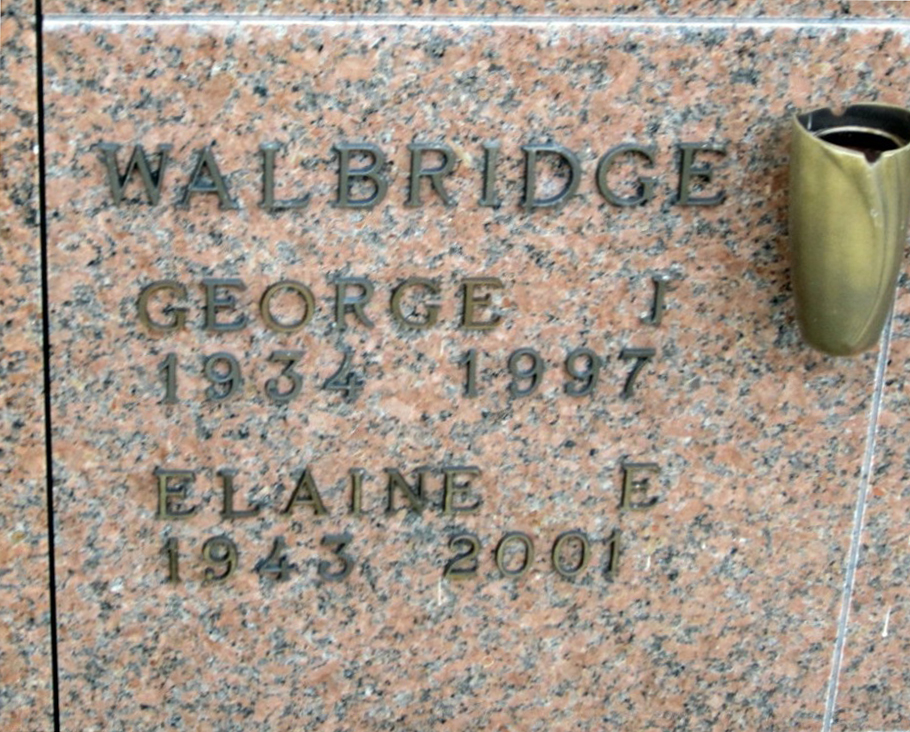 WALBRIDGE
GEORGE
1934 1997
ELAINE E
1943 2001